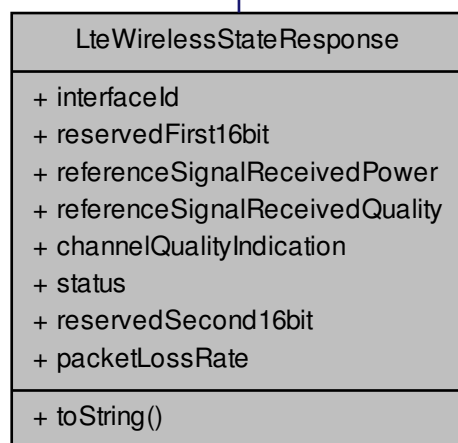 LteWirelessStateResponse
+ interfaceId
+ reservedFirst16bit
+ referenceSignalReceivedPower
+ referenceSignalReceivedQuality
+ channelQualityIndication
+ status
+ reservedSecond16bit
+ packetLossRate
+ toString()